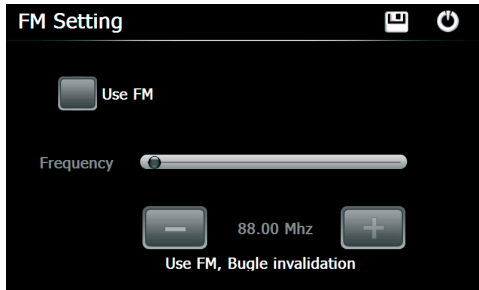 FM Setting
Use FM
Frequency
88.00 Mhz
Use FM, Bugle invalidation